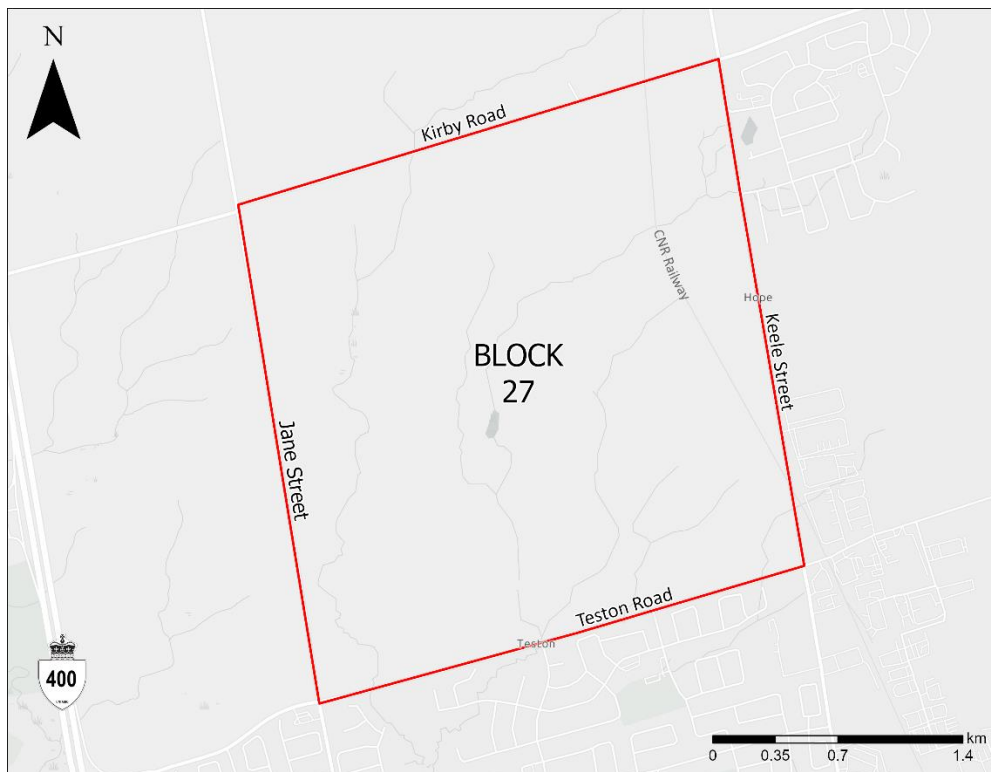 N
Kirby Road
CNR Railway
Hope
Keele Street
BLOCK
27
Jane Street
Teston Road
Teston
400
km
0 0.35 0.7 1.4